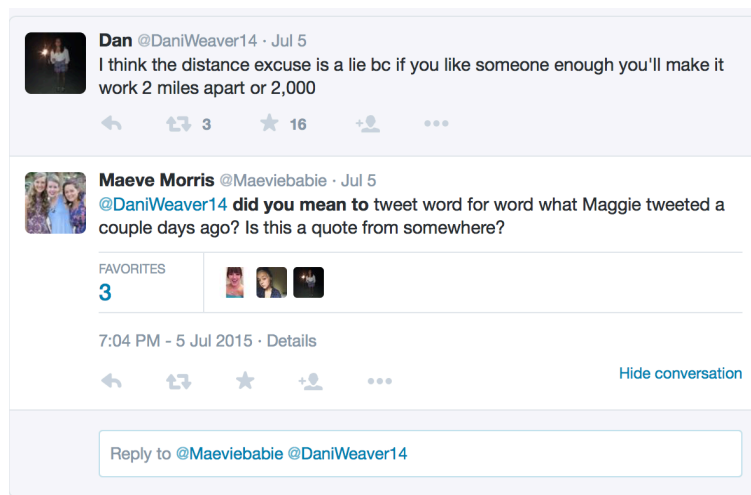 Dan @DaniWeaver14 · Jul 5
I think the distance excuse is a lie bc if you like someone enough you'll make it
work 2 miles apart or 2,000
3 16
Maeve Morris @Maeviebabie · Jul 5
@DaniWeaver14 did you mean to tweet word for word what Maggie tweeted a
couple days ago? Is this a quote from somewhere?
FAVORITES
3
7:04 PM - 5 Jul 2015 · Details
Hide conversation
Reply to @Maeviebabie @DaniWeaver14